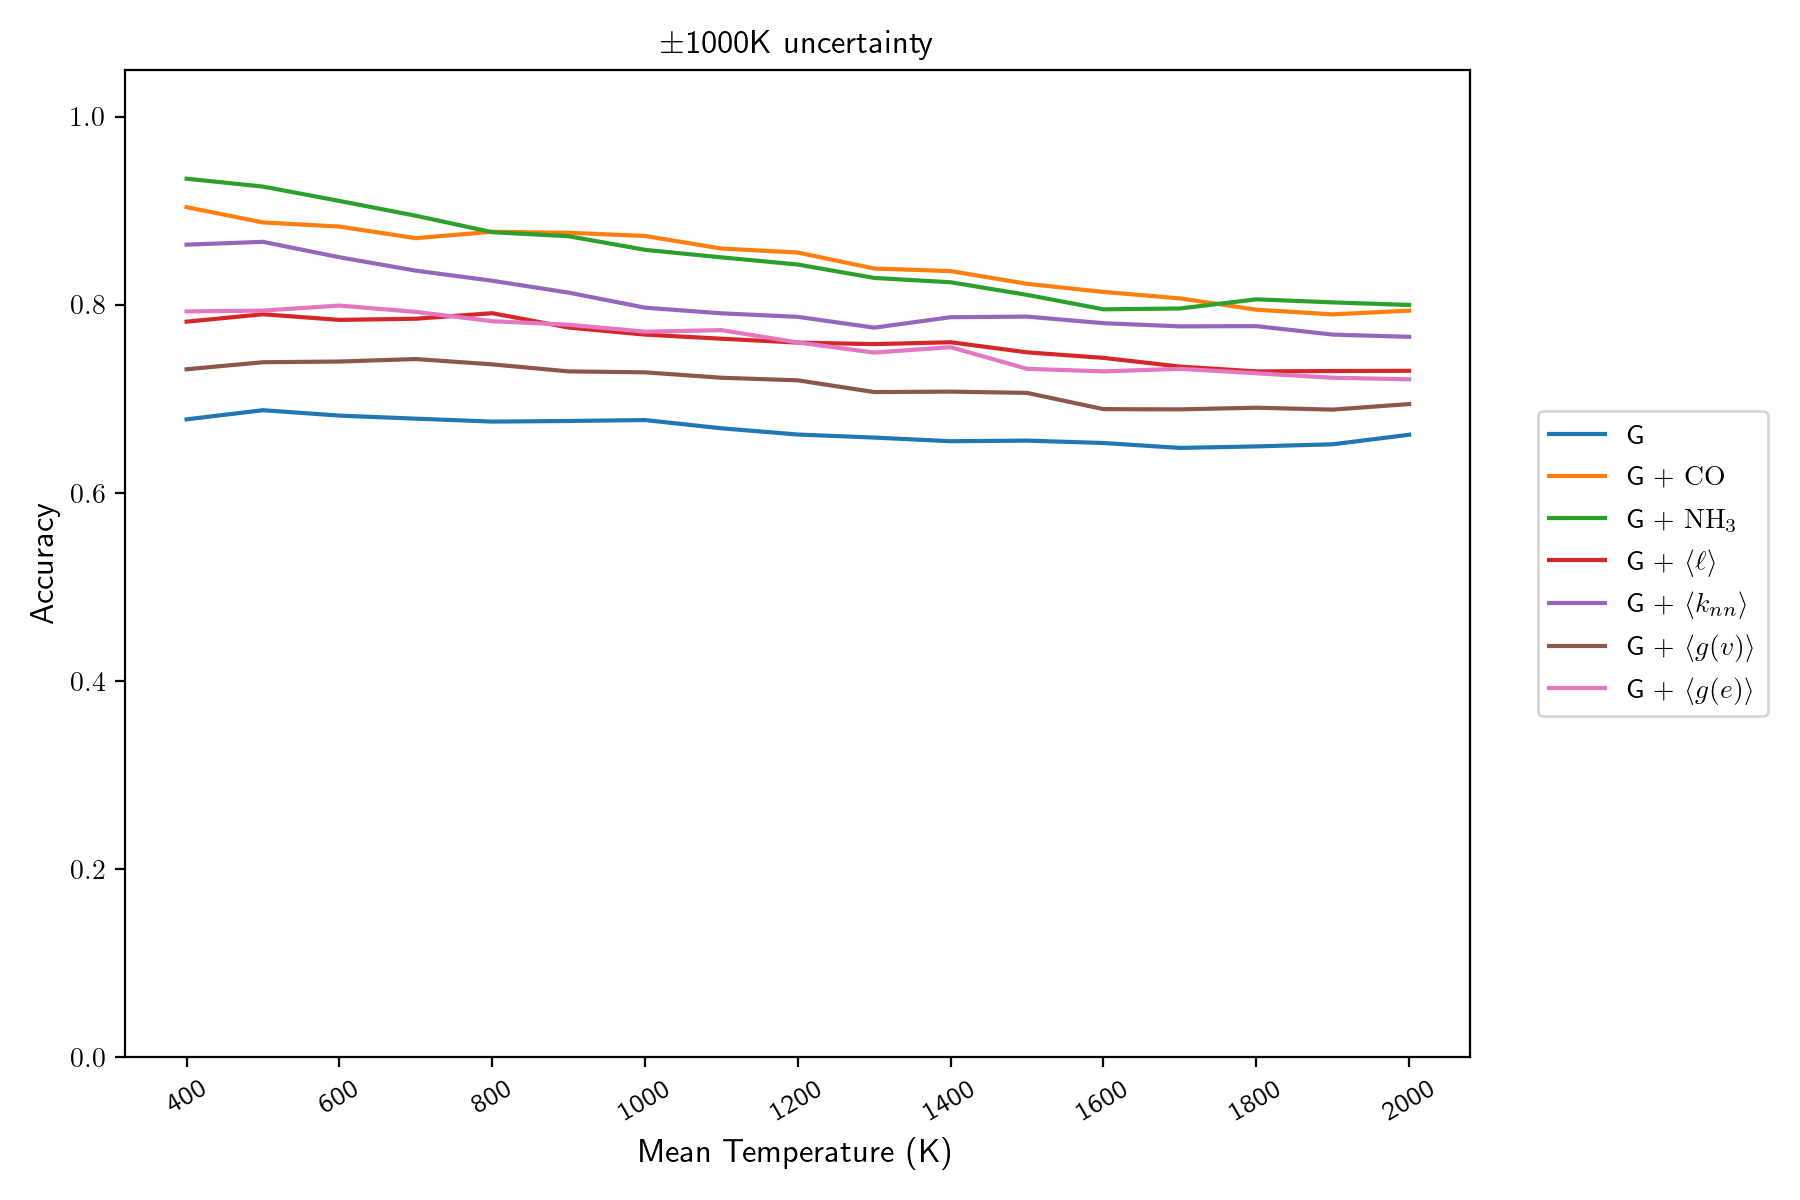 ±1000K uncertainty
1.0
0.8
0.6
0.4
0.2
0.0
Accuracy
400 600 800 1000 1200 1400 1600 1800 2000
Mean Temperature (K)
G
G + CO
G + NH₃
G + ⟨ℓ⟩
G + ⟨kₙₙ⟩
G + ⟨g(v)⟩
G + ⟨g(e)⟩